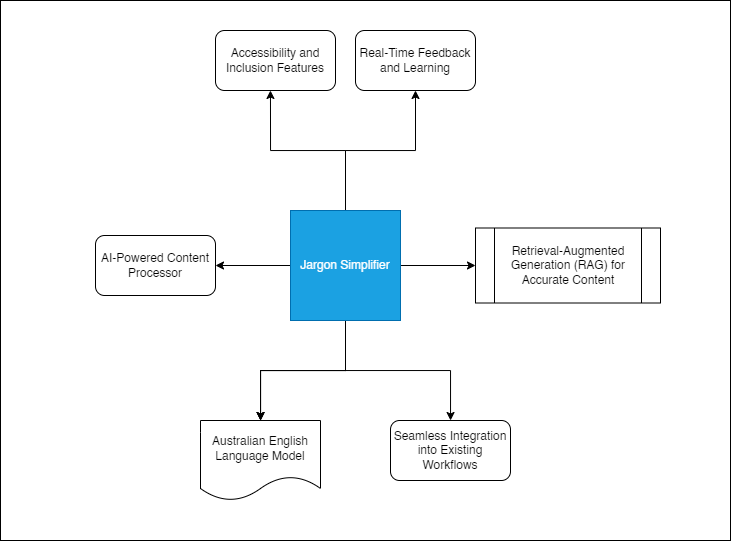 Accessibility and
Inclusion Features
Real-Time Feedback
and Learning
AI-Powered Content
Processor
Jargon Simplifier
Retrieval-Augmented
Generation (RAG) for
Accurate Content
Australian English
Language Model
Seamless Integration
into Existing
Workflows